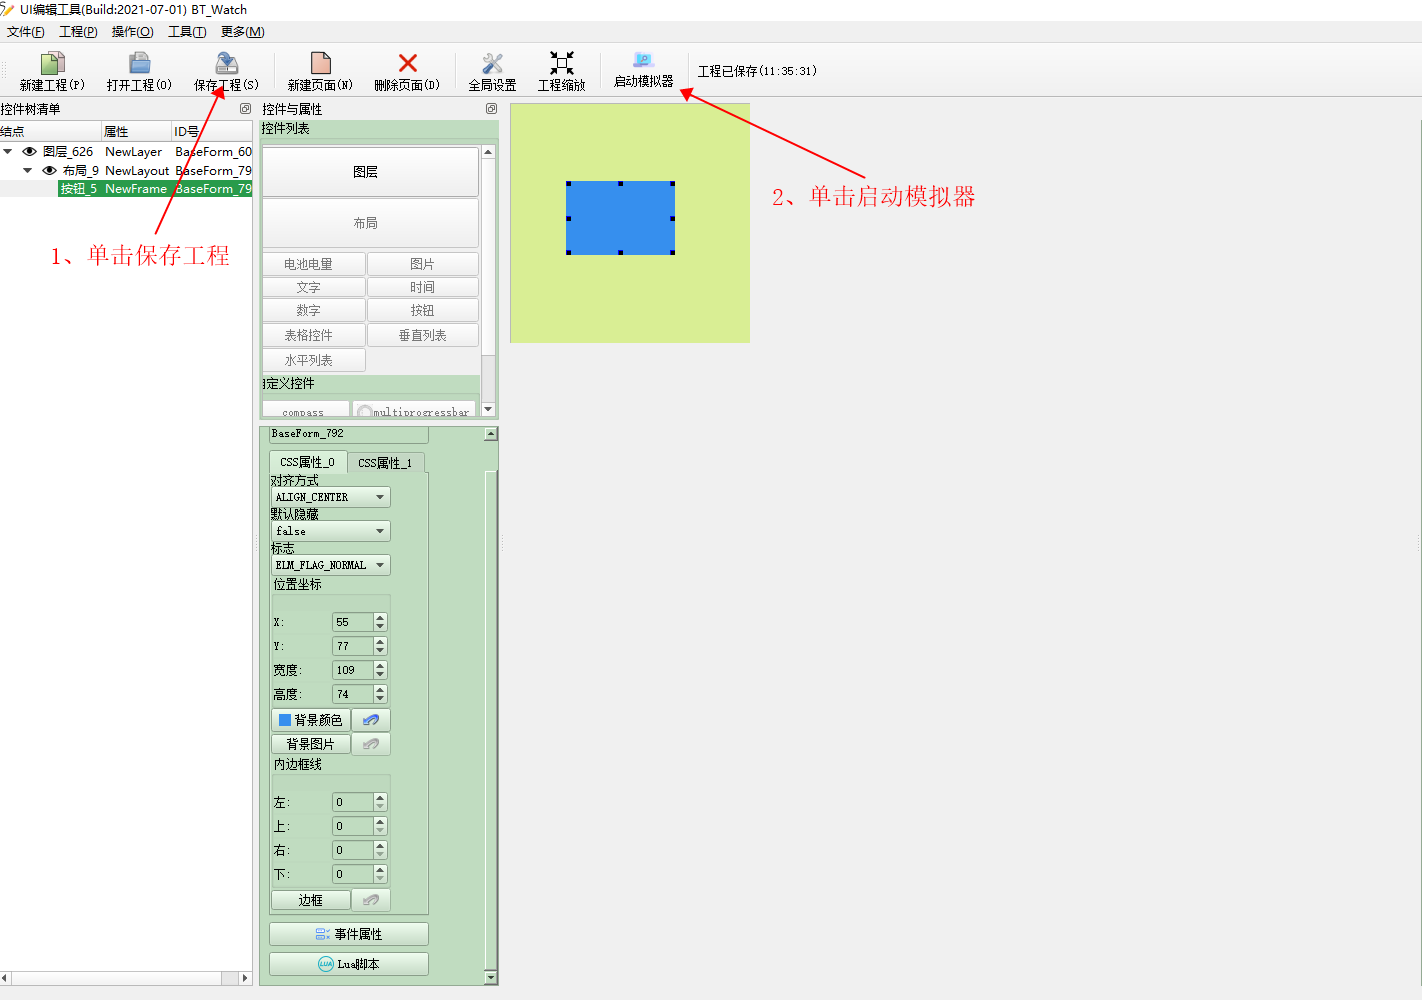 UI编辑工具(Build:2021-07-01) BT_Watch
文件(F) 工程(P) 操作(O) 工具(T) 更多(M)
新建工程(P) 打开工程(O) 保存工程(S) 新建页面(N) 删除页面(D) 全局设置 工程缩放 启动模拟器 工程已保存(11:35:31)
控件树清单
结点 属性 ID号
图层_626 NewLayer BaseForm_60
布局_9 NewLayout BaseForm_79
按钮_5 NewFrame BaseForm_79
1、单击保存工程
控件与属性
控件列表
图层
布局
电池电量 图片
文字 时间
数字 按钮
表格控件 垂直列表
水平列表
自定义控件
compass multiprogressbar
BaseForm_792
CSS属性_0 CSS属性_1
对齐方式
ALIGN_CENTER
默认隐藏
false
标志
ELM_FLAG_NORMAL
位置坐标
X: 55
Y: 77
宽度: 109
高度: 74
背景颜色
背景图片
内边框线
左: 0
上: 0
右: 0
下: 0
边框
事件属性
LUA Lua脚本
2、单击启动模拟器